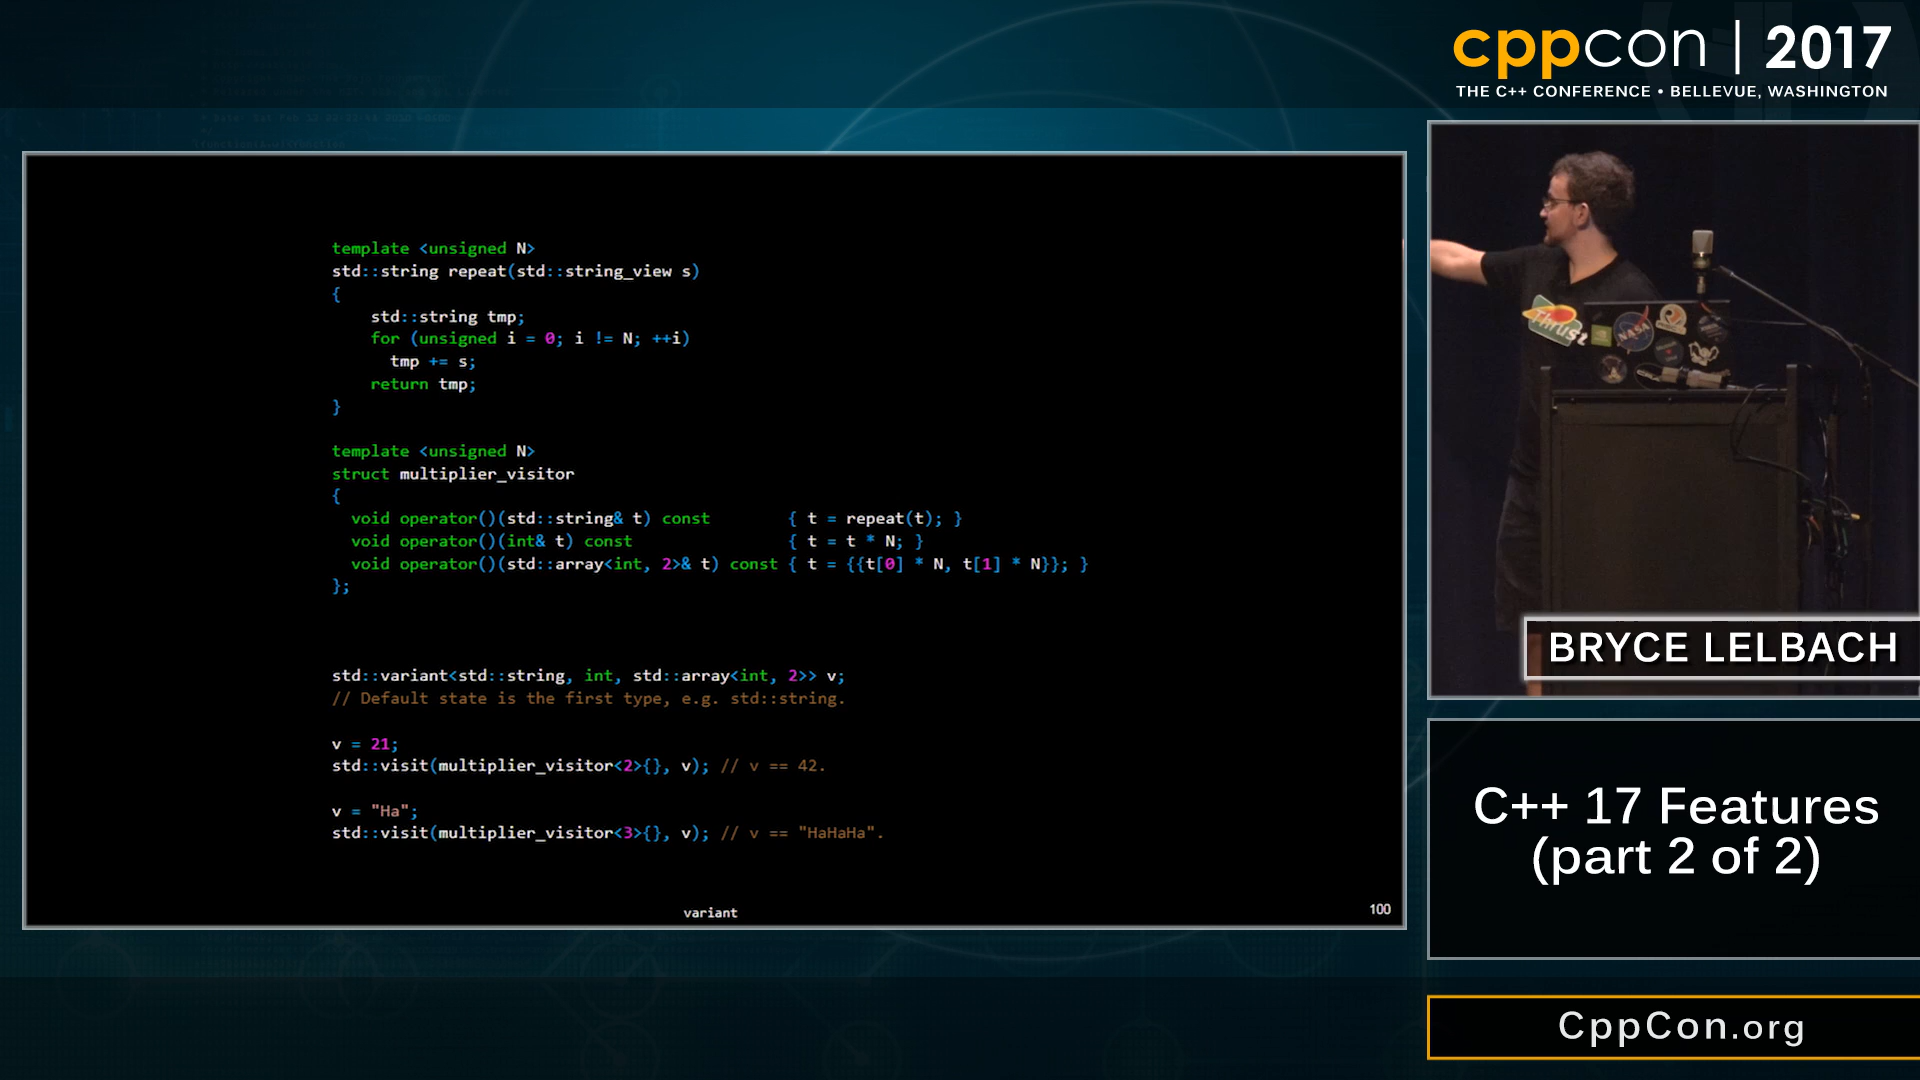 cppcon | 2017
THE C++ CONFERENCE • BELLEVUE, WASHINGTON
template <unsigned N>
std::string repeat(std::string_view s)
{
    std::string tmp;
    for (unsigned i = 0; i != N; ++i)
      tmp += s;
    return tmp;
}
template <unsigned N>
struct multiplier_visitor
{
  void operator()(std::string& t) const        { t = repeat(t); }
  void operator()(int& t) const                { t = t * N; }
  void operator()(std::array<int, 2>& t) const { t = {{t[0] * N, t[1] * N}}; }
};
std::variant<std::string, int, std::array<int, 2>> v;
// Default state is the first type, e.g. std::string.
v = 21;
std::visit(multiplier_visitor<2>{}, v); // v == 42.
v = "Ha";
std::visit(multiplier_visitor<3>{}, v); // v == "HaHaHa".
variant
100
Thrust
NASA
BRYCE LELBACH
C++ 17 Features
(part 2 of 2)
CppCon.org